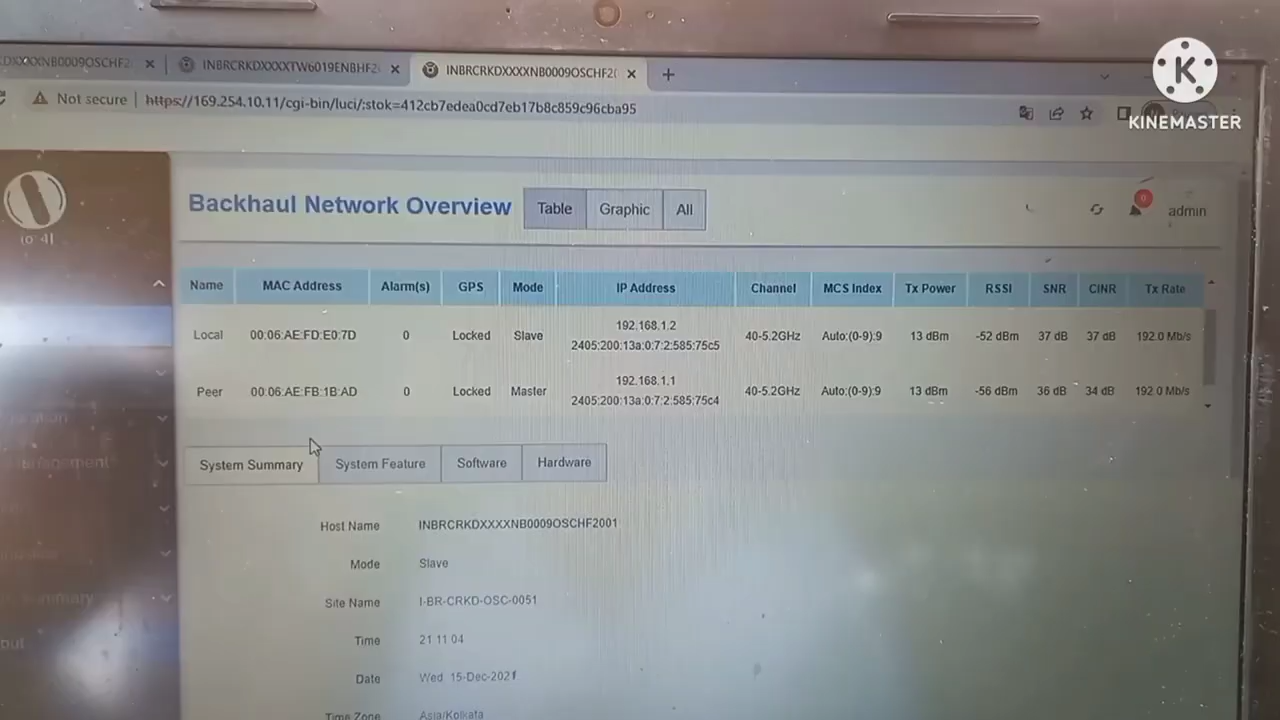 DXXXXNB0009OSCHF2
INBRCRKDXXXXTW6019ENBHF2
INBRCRKDXXXXNB0009OSCHF20
Not secure
https://169.254.10.11/cgi-bin/luci/;stok=412cb7edea0cd7eb17b8c859c96cba95
KINEMASTER
Backhaul Network Overview
Table Graphic All
0
admin
Name MAC Address Alarm(s) GPS Mode IP Address Channel MCS Index Tx Power RSSI SNR CINR Tx Rate
Local 00:06:AE:FD:E0:7D 0 Locked Slave 192.168.1.2 40-5.2GHz Auto:(0-9):9 13 dBm -52 dBm 37 dB 37 dB 192.0 Mb/s
2405:200:13a:0:7:2:585:75c5
Peer 00:06:AE:FB:1B:AD 0 Locked Master 192.168.1.1 40-5.2GHz Auto:(0-9):9 13 dBm -56 dBm 36 dB 34 dB 192.0 Mb/s
2405:200:13a:0:7:2:585:75c4
System Summary System Feature Software Hardware
Host Name INBRCRKDXXXXNB0009OSCHF2001
Mode Slave
Site Name I-BR-CRKD-OSC-0051
Time 21 11 04
Date Wed 15-Dec-2021
Time Zone Asia/Kolkata